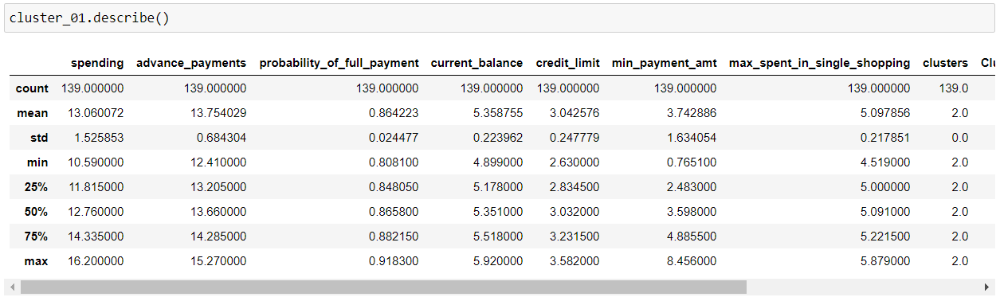 cluster_01.describe()
spending advance_payments probability_of_full_payment current_balance credit_limit min_payment_amt max_spent_in_single_shopping clusters Cl
count 139.000000 139.000000 139.000000 139.000000 139.000000 139.000000 139.000000 139.0
mean 13.060072 13.754029 0.864223 5.358755 3.042576 3.742886 5.097856 2.0
std 1.525853 0.684304 0.024477 0.223962 0.247779 1.634054 0.217851 0.0
min 10.590000 12.410000 0.808100 4.899000 2.630000 0.765100 4.519000 2.0
25% 11.815000 13.205000 0.848050 5.178000 2.834500 2.483000 5.000000 2.0
50% 12.760000 13.660000 0.865800 5.351000 3.032000 3.598000 5.091000 2.0
75% 14.335000 14.285000 0.882150 5.518000 3.231500 4.885500 5.221500 2.0
max 16.200000 15.270000 0.918300 5.920000 3.582000 8.456000 5.879000 2.0